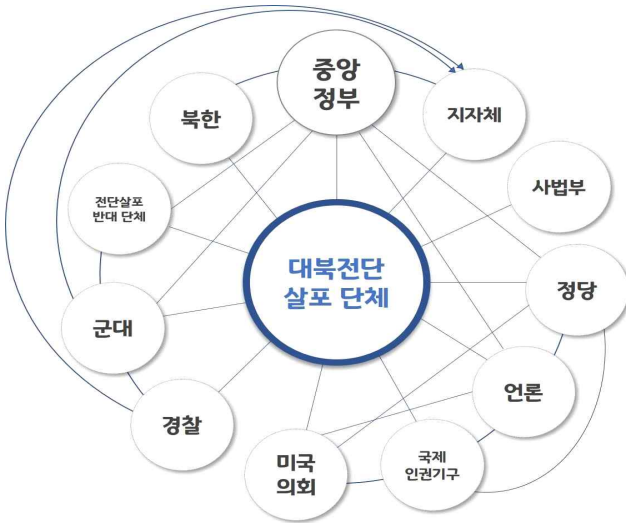 중앙
정부
북한
지자체
사법부
전단살포
반대 단체
대북전단
살포 단체
정당
군대
언론
경찰
미국
의회
국제
인권기구